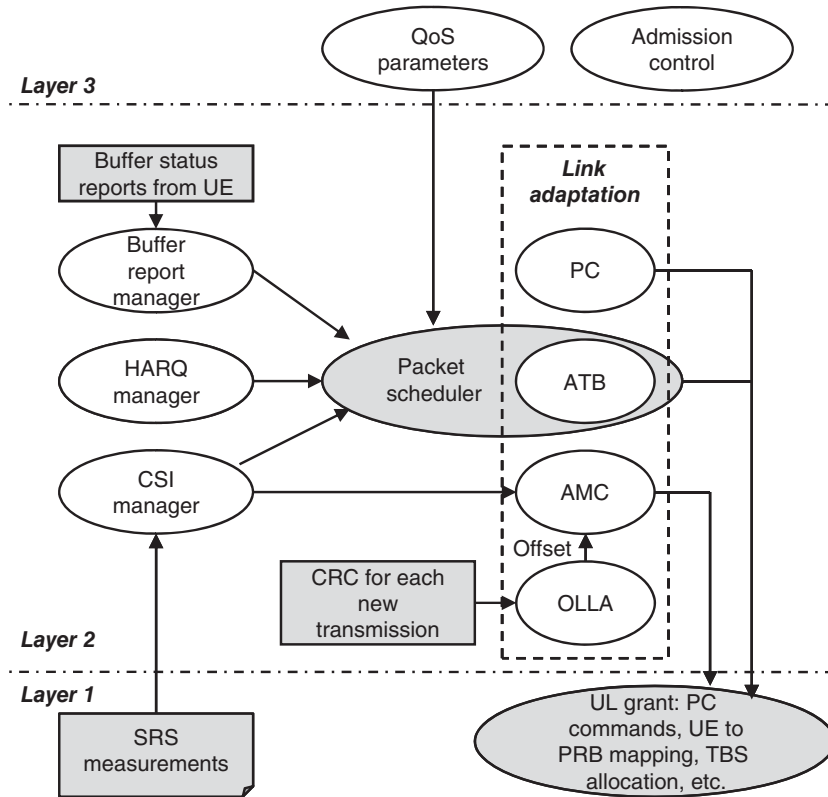 QoS
parameters
Admission
control
Layer 3
Buffer status
reports from UE
Link
adaptation
Buffer
report
manager
PC
HARQ
manager
Packet
scheduler
ATB
CSI
manager
AMC
Offset
CRC for each
new
transmission
OLLA
Layer 2
Layer 1
SRS
measurements
UL grant: PC
commands, UE to
PRB mapping, TBS
allocation, etc.